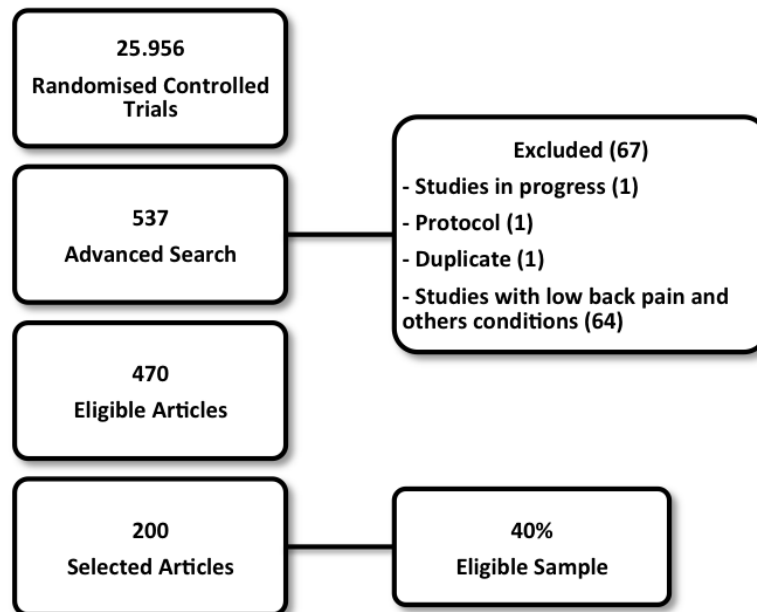 25.956
Randomised Controlled
Trials
537
Advanced Search
Excluded (67)
- Studies in progress (1)
- Protocol (1)
- Duplicate (1)
- Studies with low back pain and
others conditions (64)
470
Eligible Articles
200
Selected Articles
40%
Eligible Sample